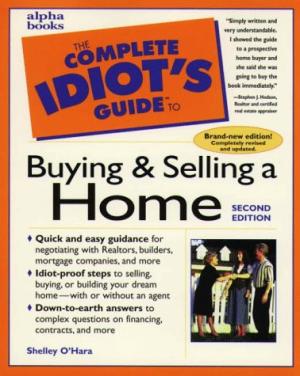 alpha
books
THE
COMPLETE
IDIOT'S
GUIDE™ TO
"Simply written and
very understandable.
I showed the guide
to a prospective
home buyer and
she said she was
going to buy the
book immediately."
—Stephen J. Hudson,
Realtor and certified
real estate appraiser
Brand-new edition!
Completely revised
and updated.
Buying & Selling a
Home SECOND
EDITION
♦ Quick and easy guidance for
negotiating with Realtors, builders,
mortgage companies, and more
♦ Idiot-proof steps to selling,
buying, or building your dream
home—with or without an agent
♦ Down-to-earth answers to
complex questions on financing,
contracts, and more
Shelley O'Hara